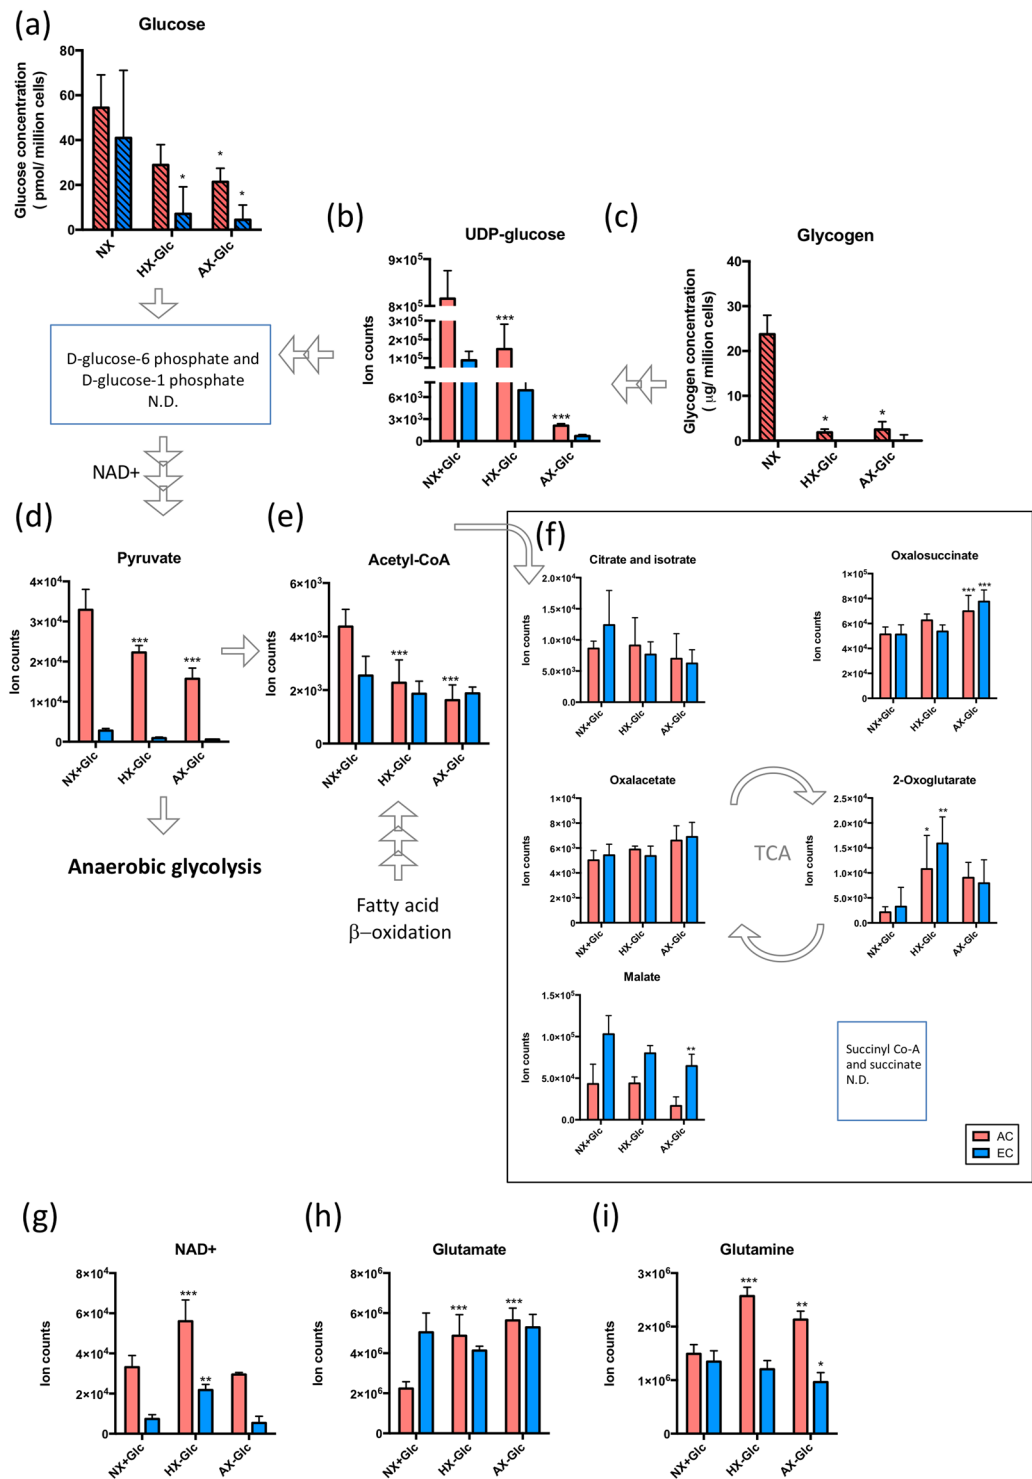 (a)
Glucose
Glucose concentration
( pmol/ million cells)
80
60
40
20
0
*
*
*
NX
HX-Glc
AX-Glc
(b)
UDP-glucose
Ion counts
9×10⁵
8×10⁵
3×10⁵
2×10⁵
1×10⁵
6×10³
3×10³
0
***
***
NX+Glc
HX-Glc
AX-Glc
(c)
Glycogen
Glycogen concentration
( µg/ million cells)
40
30
20
10
0
*
*
NX
HX-Glc
AX-Glc
D-glucose-6 phosphate and
D-glucose-1 phosphate
N.D.
NAD+
(d)
Pyruvate
Ion counts
4×10⁴
3×10⁴
2×10⁴
1×10⁴
0
***
***
NX+Glc
HX-Glc
AX-Glc
Anaerobic glycolysis
(e)
Acetyl-CoA
Ion counts
6×10³
4×10³
2×10³
0
***
***
NX+Glc
HX-Glc
AX-Glc
Fatty acid
β–oxidation
(f)
Citrate and isotrate
Ion counts
2.0×10⁴
1.5×10⁴
1.0×10⁴
5.0×10³
0.0
NX+Glc
HX-Glc
AX-Glc
Oxalosuccinate
Ion counts
1×10⁵
8×10⁴
6×10⁴
4×10⁴
2×10⁴
0
***
***
NX+Glc
HX-Glc
AX-Glc
Oxalacetate
Ion counts
1×10⁴
8×10³
6×10³
4×10³
2×10³
0
NX+Glc
HX-Glc
AX-Glc
TCA
2-Oxoglutarate
Ion counts
2.5×10⁴
2.0×10⁴
1.5×10⁴
1.0×10⁴
5.0×10³
0.0
*
**
NX+Glc
HX-Glc
AX-Glc
Malate
Ion counts
1.5×10⁵
1.0×10⁵
5.0×10⁴
0.0
**
NX+Glc
HX-Glc
AX-Glc
Succinyl Co-A
and succinate
N.D.
AC
EC
(g)
NAD+
Ion counts
8×10⁴
6×10⁴
4×10⁴
2×10⁴
0
***
**
NX+Glc
HX-Glc
AX-Glc
(h)
Glutamate
Ion counts
8×10⁶
6×10⁶
4×10⁶
2×10⁶
0
***
***
NX+Glc
HX-Glc
AX-Glc
(i)
Glutamine
Ion counts
3×10⁶
2×10⁶
1×10⁶
0
***
**
*
NX+Glc
HX-Glc
AX-Glc